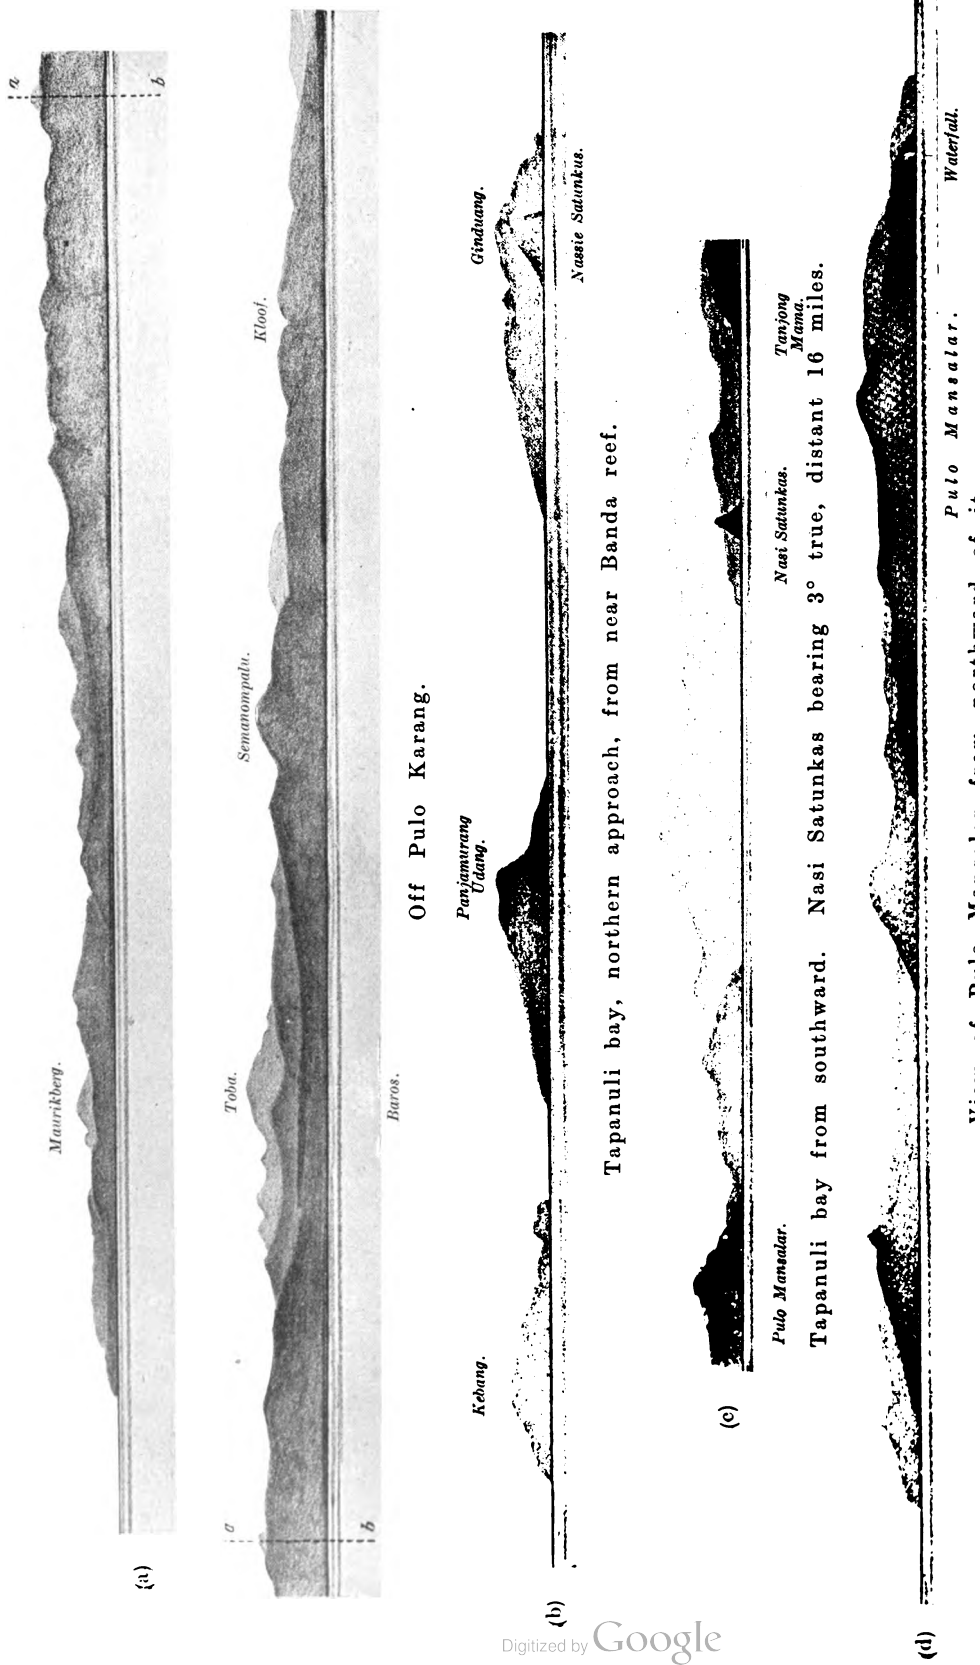 (a)
a
b
Maurikberg.
a
b
Toba.
Semanompalu.
Kloof.
Baros.
Off Pulo Karang.
(b)
Kebang.
Panjamurang
Udang.
Ginduang.
Nassie Satunkus.
Tapanuli bay, northern approach, from near Banda reef.
(c)
Pulo Mansalar.
Nasi Satunkas.
Tanjong
Mama.
Tapanuli bay from southward. Nasi Satunkas bearing 3° true, distant 16 miles.
(d)
Pulo Mansalar.
Waterfall.
Digitized by Google